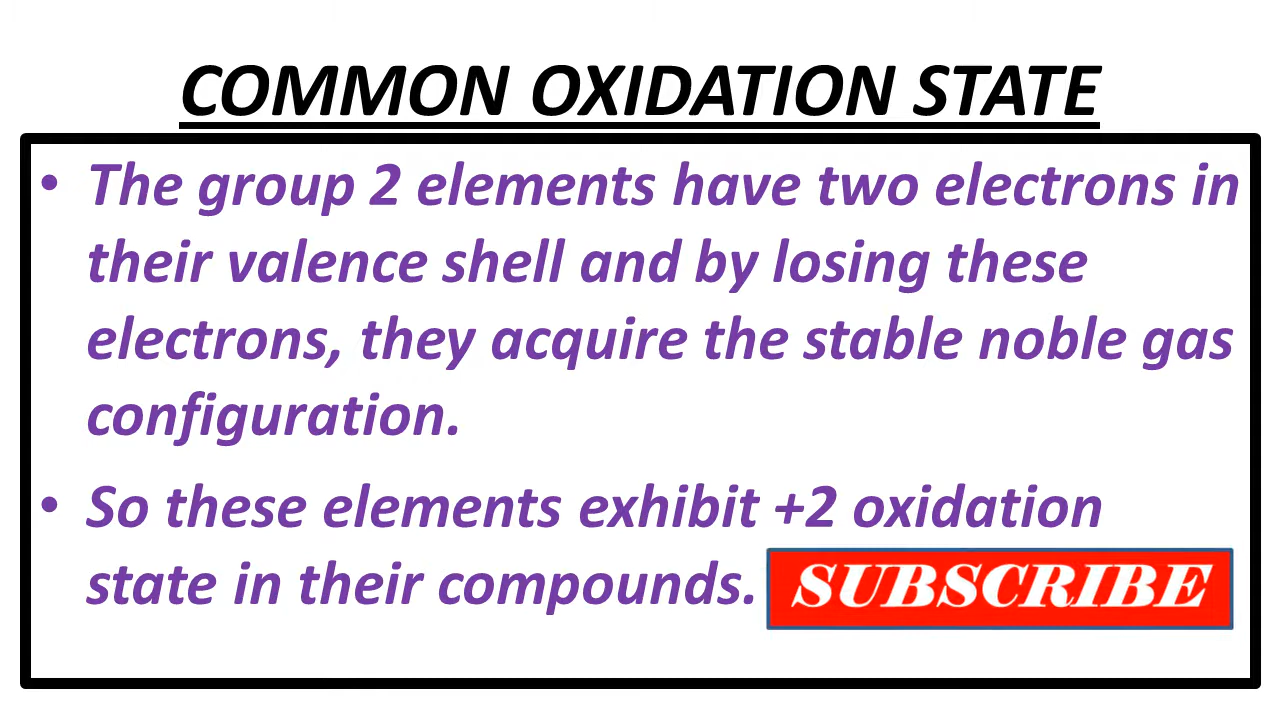 COMMON OXIDATION STATE
• The group 2 elements have two electrons in
their valence shell and by losing these
electrons, they acquire the stable noble gas
configuration.
• So these elements exhibit +2 oxidation
state in their compounds.
SUBSCRIBE